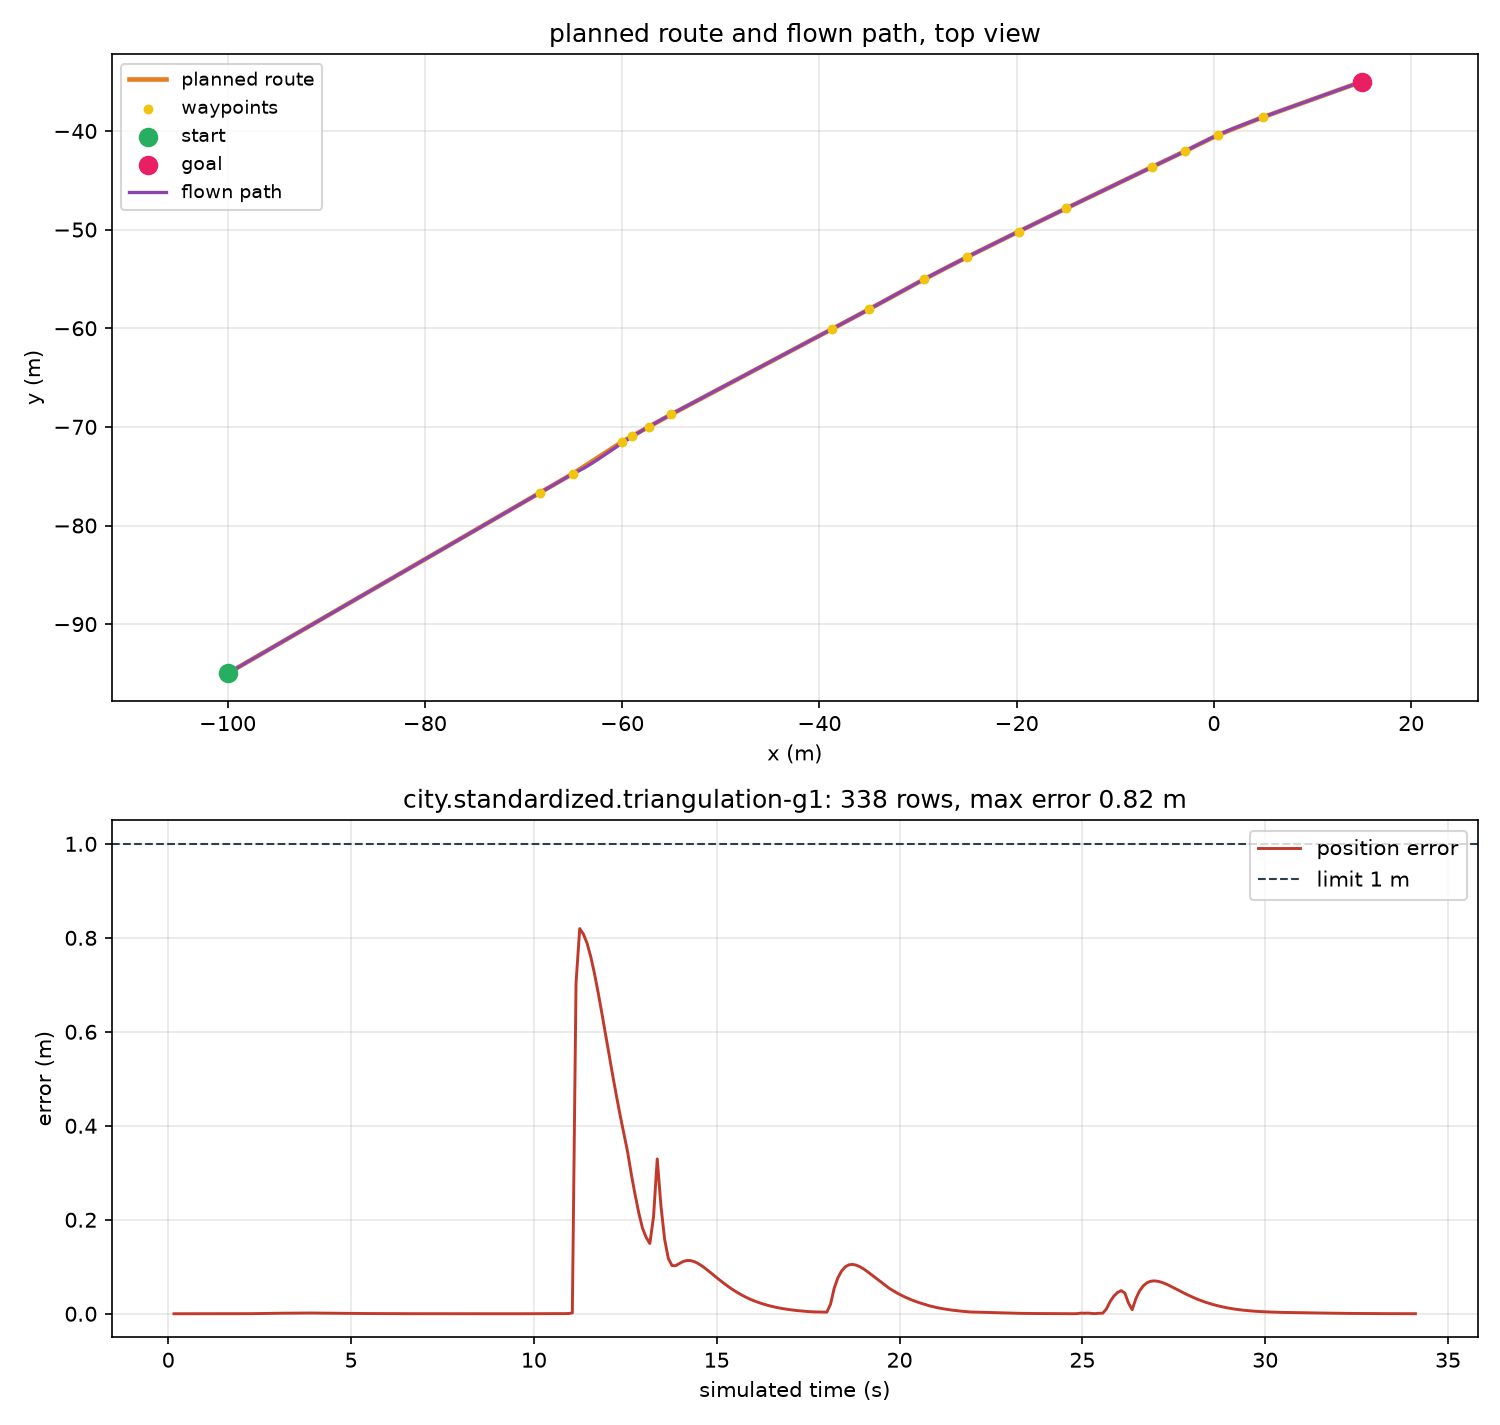 planned route and flown path, top view
planned route
waypoints
start
goal
flown path
−40
−50
−60
−70
−80
−90
y (m)
−100
−80
−60
−40
−20
0
20
x (m)
city.standardized.triangulation-g1: 338 rows, max error 0.82 m
position error
limit 1 m
1.0
0.8
0.6
0.4
0.2
0.0
error (m)
0
5
10
15
20
25
30
35
simulated time (s)